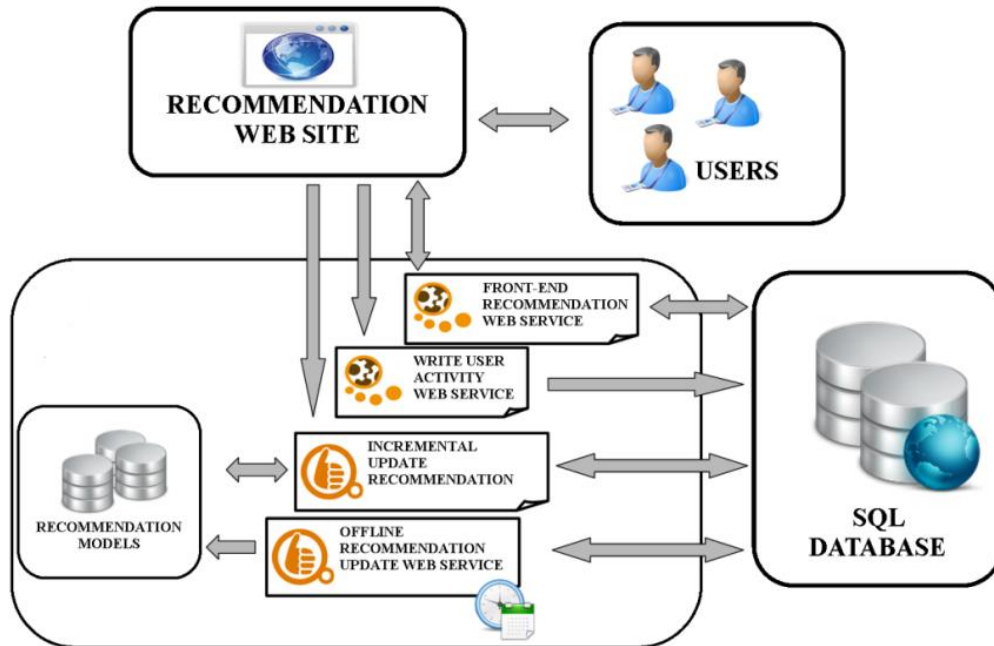 RECOMMENDATION
WEB SITE
USERS
FRONT-END
RECOMMENDATION
WEB SERVICE
WRITE USER
ACTIVITY
WEB SERVICE
INCREMENTAL
UPDATE
RECOMMENDATION
RECOMMENDATION
MODELS
OFFLINE
RECOMMENDATION
UPDATE WEB SERVICE
SQL
DATABASE